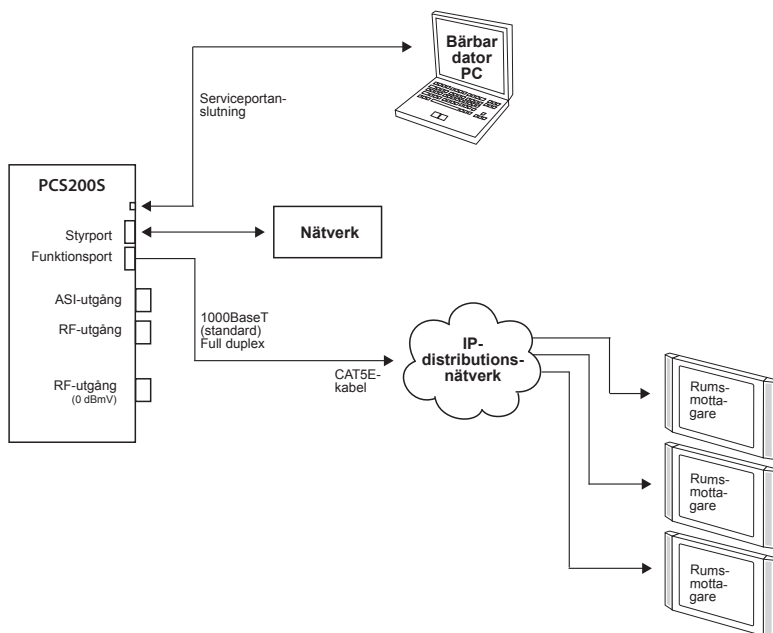 Bärbar
dator
PC
Serviceportan-
slutning
PCS200S
Styrport
Funktionsport
ASI-utgång
RF-utgång
RF-utgång
(0 dBmV)
Nätverk
1000BaseT
(standard)
Full duplex
CAT5E-
kabel
IP-
distributions-
nätverk
Rums-
motta-
gare
Rums-
motta-
gare
Rums-
motta-
gare